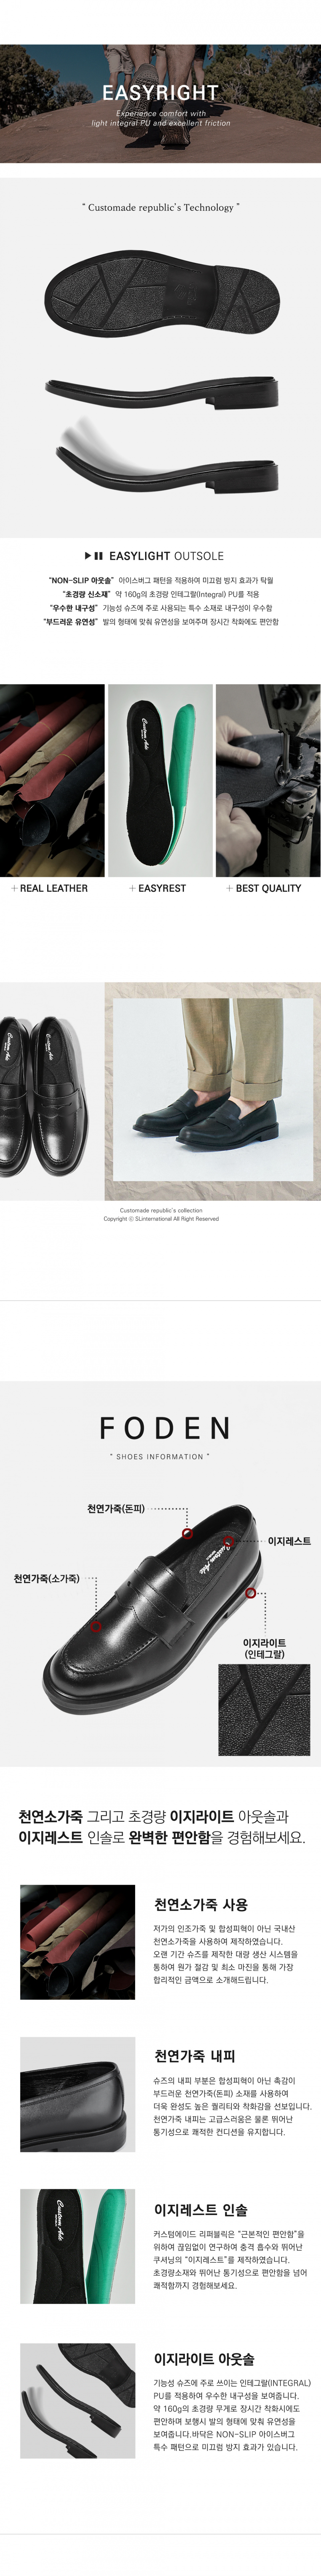 EASYRIGHT
Experience comfort with
light integral PU and excellent friction
“ Customade republic's Technology ”
EASYLIGHT OUTSOLE
“NON-SLIP 아웃솔” 아이스버그 패턴을 적용하여 미끄럼 방지 효과가 탁월
“초경량 신소재” 약 160g의 초경량 인테그랄(Integral) PU를 적용
“우수한 내구성” 기능성 슈즈에 주로 사용되는 특수 소재로 내구성이 우수함
“부드러운 유연성” 발의 형태에 맞춰 유연성을 보여주며 장시간 착화에도 편안함
+ REAL LEATHER
+ EASYREST
+ BEST QUALITY
Customade republic's collection
Copyright ⓒ SLinternational All Right Reserved
FODEN
“ SHOES INFORMATION ”
천연가죽(돈피)
이지레스트
천연가죽(소가죽)
이지라이트
(인테그랄)
천연소가죽 그리고 초경량 이지라이트 아웃솔과
이지레스트 인솔로 완벽한 편안함을 경험해보세요.
천연소가죽 사용
저가의 인조가죽 및 합성피혁이 아닌 국내산
천연소가죽을 사용하여 제작하였습니다.
오랜 기간 슈즈를 제작한 대량 생산 시스템을
통하여 원가 절감 및 최소 마진을 통해 가장
합리적인 금액으로 소개해드립니다.
천연가죽 내피
슈즈의 내피 부분은 합성피혁이 아닌 촉감이
부드러운 천연가죽(돈피) 소재를 사용하여
더욱 완성도 높은 퀄리티와 착화감을 선보입니다.
천연가죽 내피는 고급스러움은 물론 뛰어난
통기성으로 쾌적한 컨디션을 유지합니다.
이지레스트 인솔
커스텀에이드 리퍼블릭은 “근본적인 편안함”을
위하여 끊임없이 연구하여 충격 흡수와 뛰어난
쿠셔닝의 “이지레스트”를 제작하였습니다.
초경량소재와 뛰어난 통기성으로 편안함을 넘어
쾌적함까지 경험해보세요.
이지라이트 아웃솔
기능성 슈즈에 주로 쓰이는 인테그랄(INTEGRAL)
PU를 적용하여 우수한 내구성을 보여줍니다.
약 160g의 초경량 무게로 장시간 착화시에도
편안하며 보행시 발의 형태에 맞춰 유연성을
보여줍니다.바닥은 NON-SLIP 아이스버그
특수 패턴으로 미끄럼 방지 효과가 있습니다.